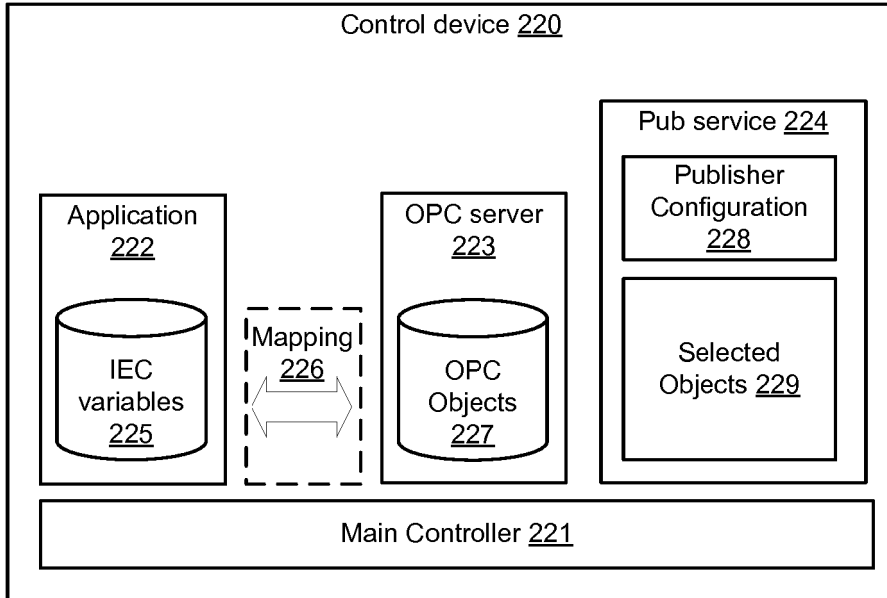 Control device 220
Application
222
IEC
variables
225
Mapping
226
OPC server
223
OPC
Objects
227
Pub service 224
Publisher
Configuration
228
Selected
Objects 229
Main Controller 221